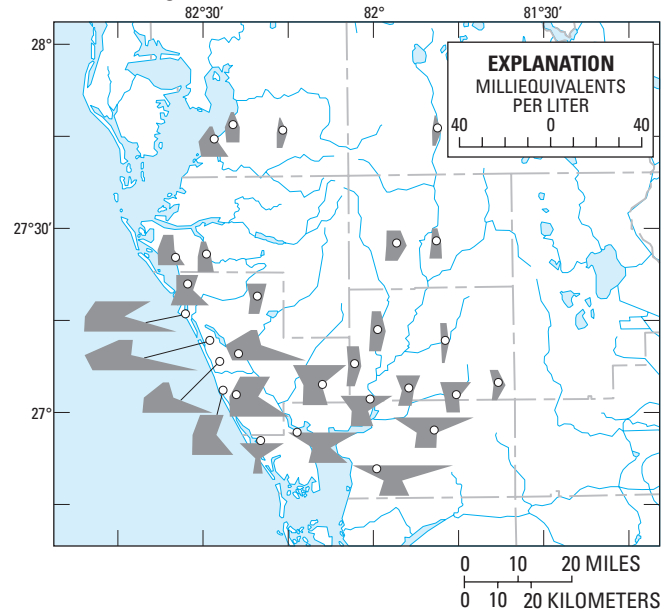 82°30' 82° 81°30'
28°
EXPLANATION
MILLIEQUIVALENTS
PER LITER
40 0 40
27°30'
27°
0 10 20 MILES
0 10 20 KILOMETERS